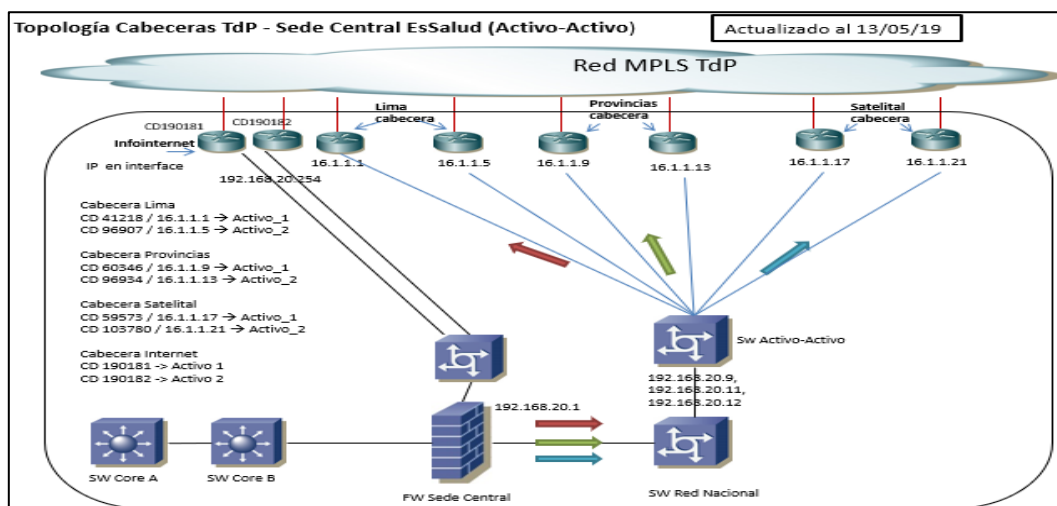 Topología Cabeceras TdP - Sede Central EsSalud (Activo-Activo)
Actualizado al 13/05/19
Red MPLS TdP
CD190181
CD190182
Lima
cabecera
Provincias
cabecera
Satelital
cabecera
Infointernet
IP en interface
192.168.20.254
16.1.1.1
16.1.1.5
16.1.1.9
16.1.1.13
16.1.1.17
16.1.1.21
Cabecera Lima
CD 41218 / 16.1.1.1 → Activo_1
CD 96907 / 16.1.1.5 → Activo_2
Cabecera Provincias
CD 60346 / 16.1.1.9 → Activo_1
CD 96934 / 16.1.1.13 → Activo_2
Cabecera Satelital
CD 59573 / 16.1.1.17 → Activo_1
CD 103780 / 16.1.1.21 → Activo_2
Cabecera Internet
CD 190181 -> Activo 1
CD 190182 -> Activo 2
Sw Activo-Activo
192.168.20.9,
192.168.20.11,
192.168.20.12
192.168.20.1
SW Core A
SW Core B
FW Sede Central
SW Red Nacional